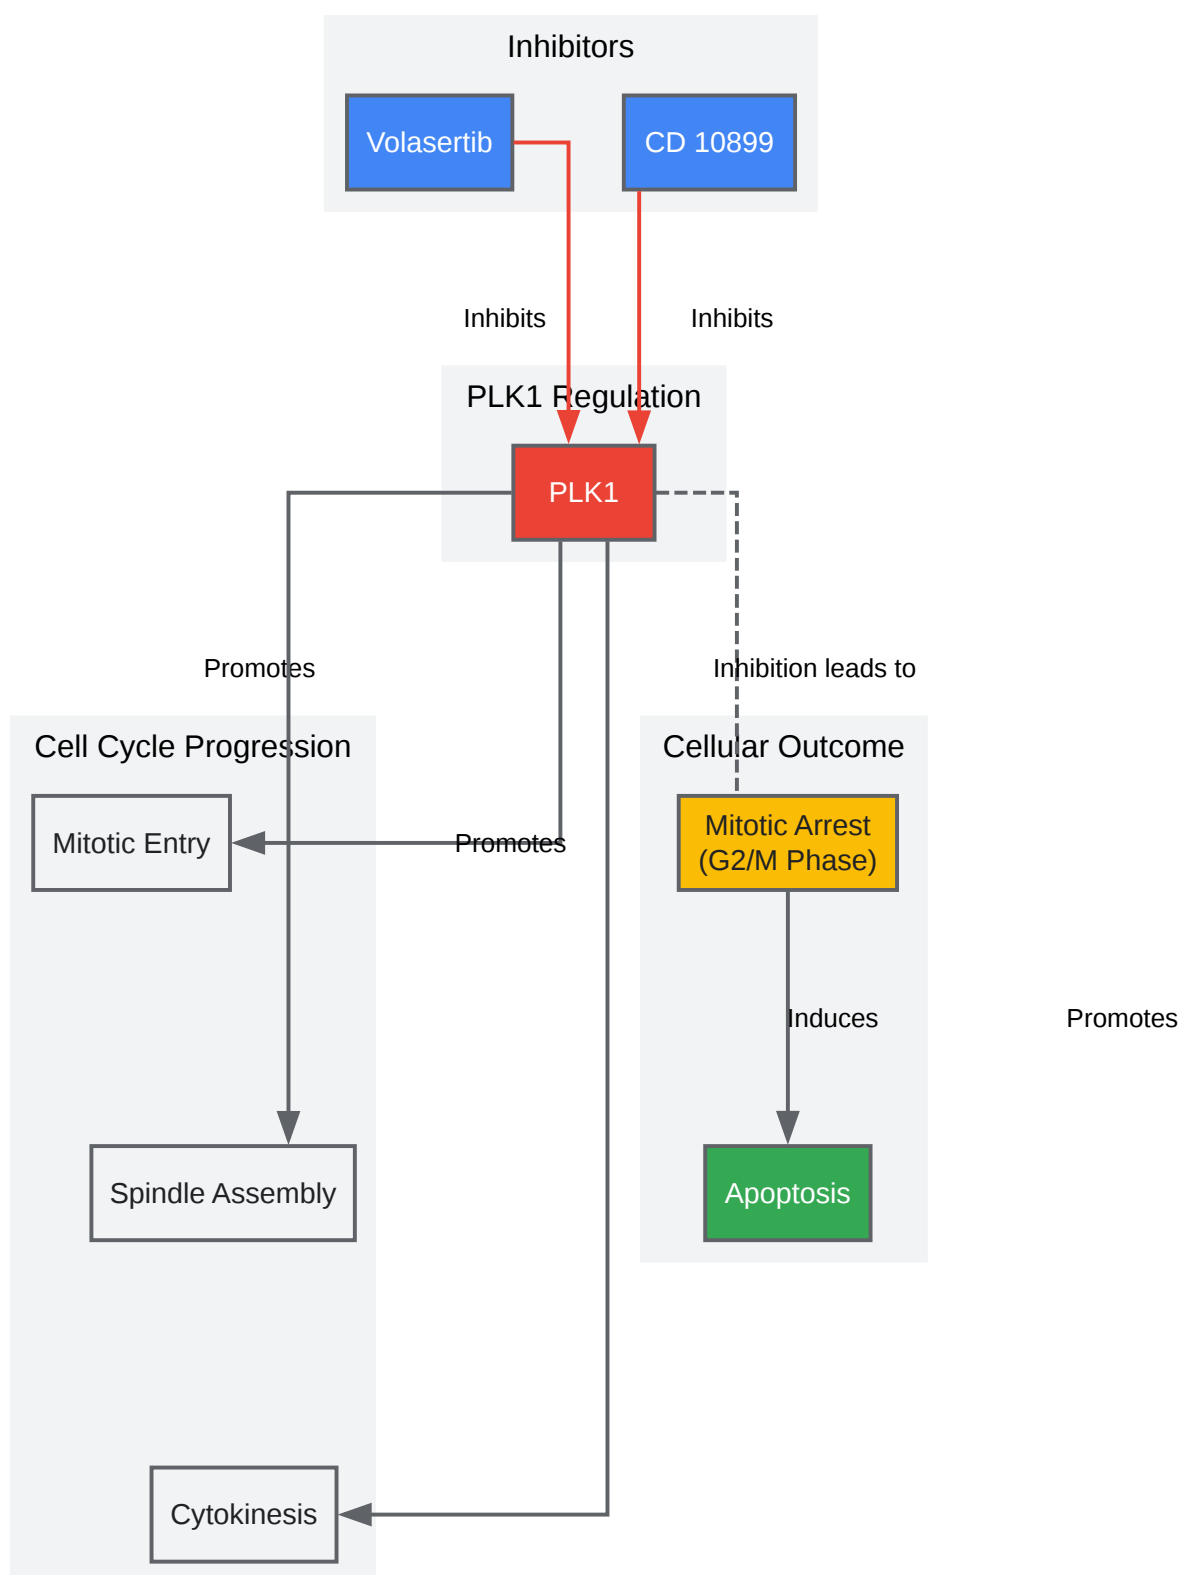 Inhibitors
Volasertib
CD 10899
Inhibits
Inhibits
PLK1 Regulation
PLK1
Promotes
Inhibition leads to
Cell Cycle Progression
Cellular Outcome
Mitotic Entry
Promotes
Mitotic Arrest
(G2/M Phase)
Induces
Promotes
Spindle Assembly
Apoptosis
Cytokinesis